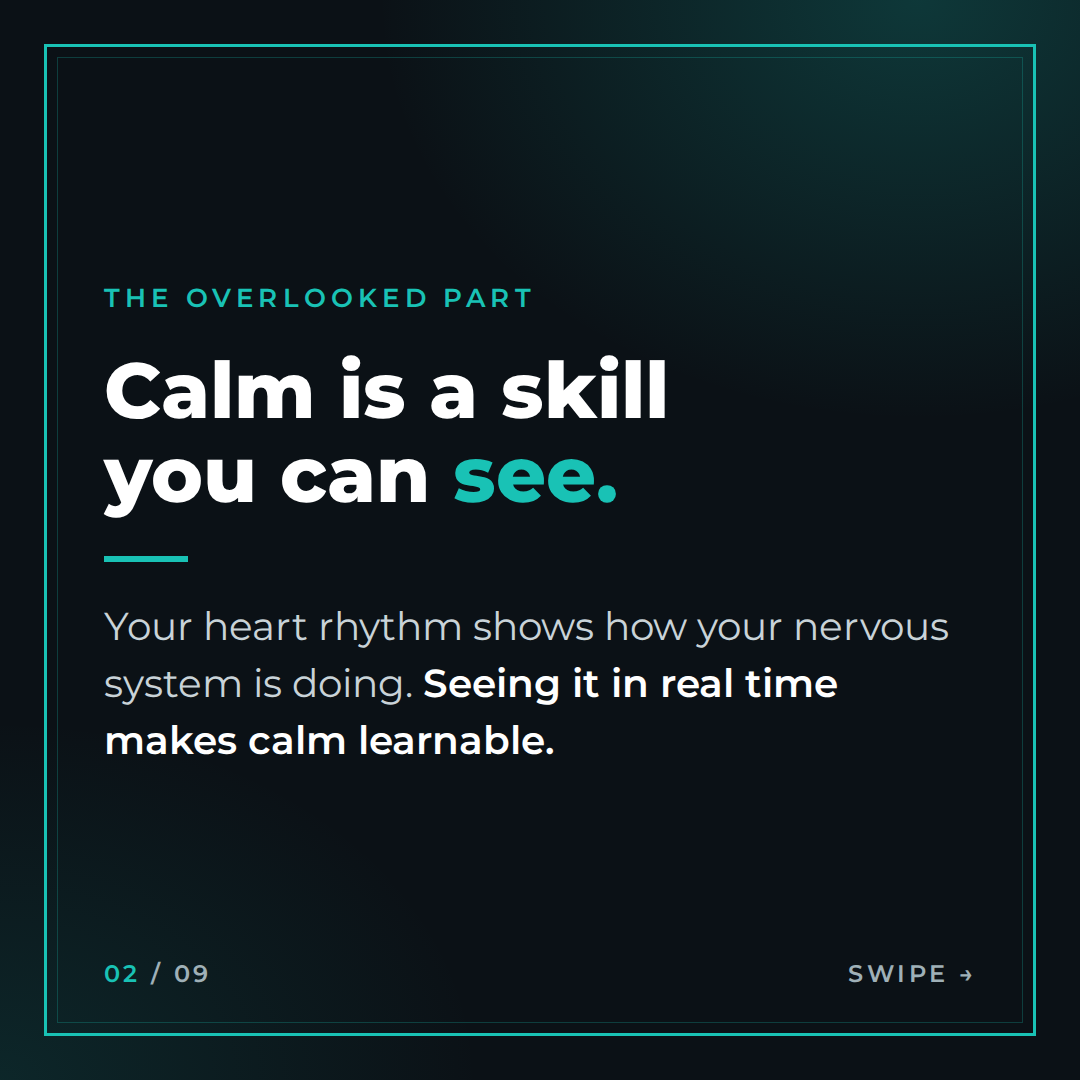 THE OVERLOOKED PART
Calm is a skill
you can see.
Your heart rhythm shows how your nervous
system is doing. Seeing it in real time
makes calm learnable.
02 / 09
SWIPE →